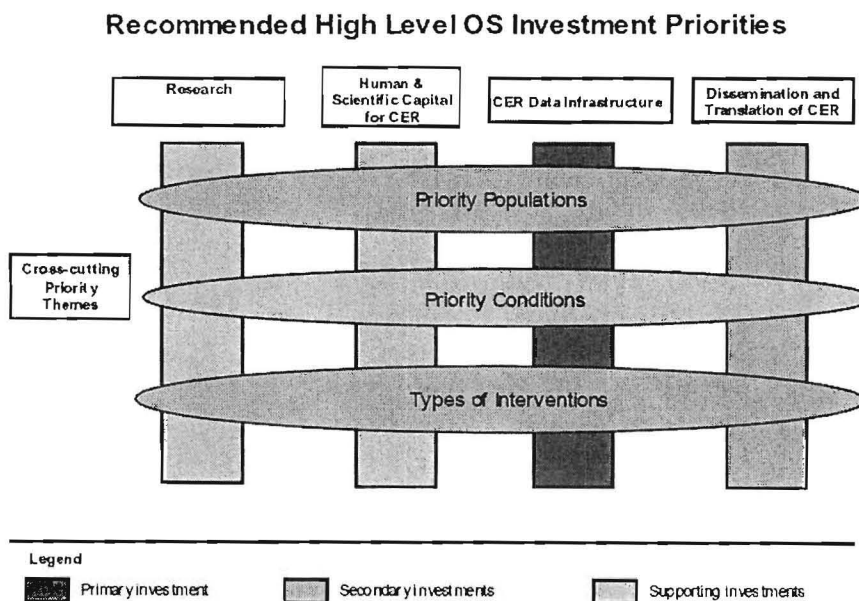 Recommended High Level OS Investment Priorities
Research
Human &
Scientific Capital
for CER
CER Data Infrastructure
Dissemination and
Translation of CER
Priority Populations
Cross-cutting
Priority
Themes
Priority Conditions
Types of Interventions
Legend
Primary investment
Secondary investments
Supporting investments